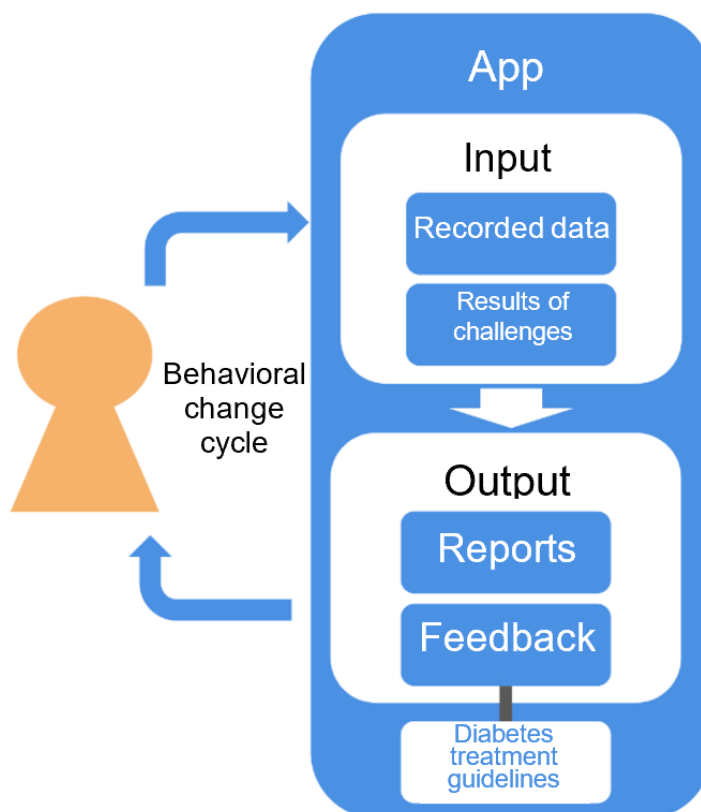 App
Input
Recorded data
Results of
challenges
Behavioral
change
cycle
Output
Reports
Feedback
Diabetes
treatment
guidelines